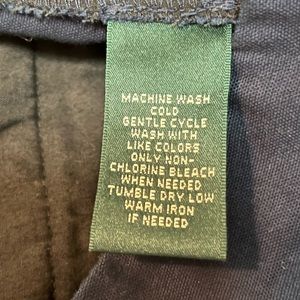 MACHINE WASH
COLD
GENTLE CYCLE
WASH WITH
LIKE COLORS
ONLY NON-
CHLORINE BLEACH
WHEN NEEDED
TUMBLE DRY LOW
WARM IRON
IF NEEDED